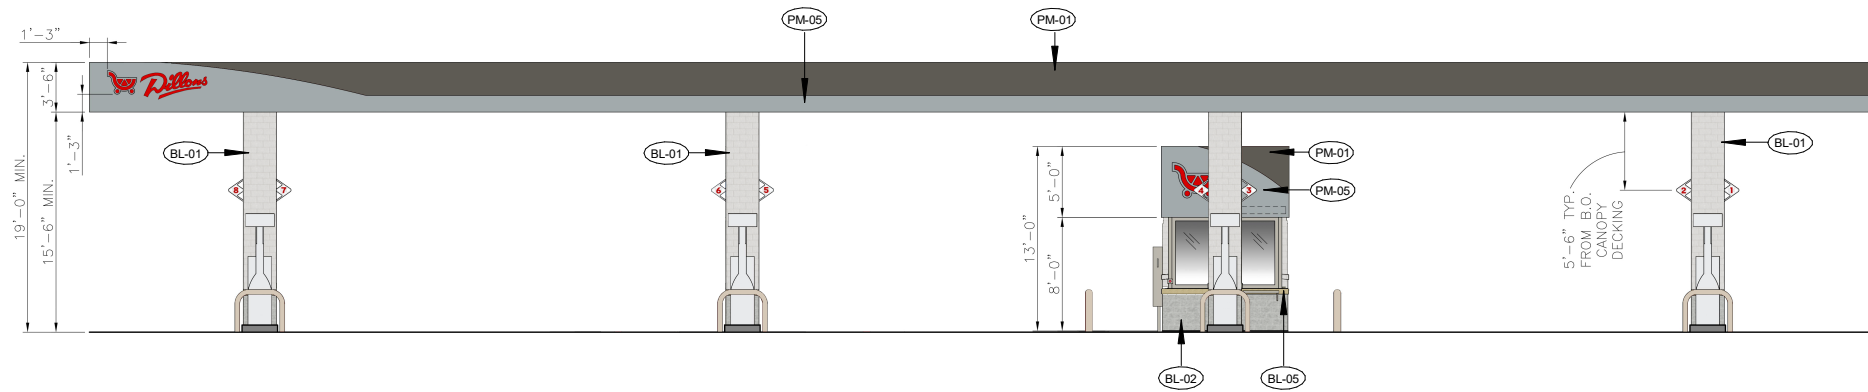 PM-05
PM-01
1'-3"
Dillons
3'-6"
1'-3"
19'-0" MIN.
15'-6" MIN.
BL-01
BL-01
BL-01
PM-01
PM-05
8
7
6
5
4
3
2
1
13'-0"
5'-0"
8'-0"
5'-6" TYP.
FROM B.O.
CANOPY
DECKING
BL-02
BL-05